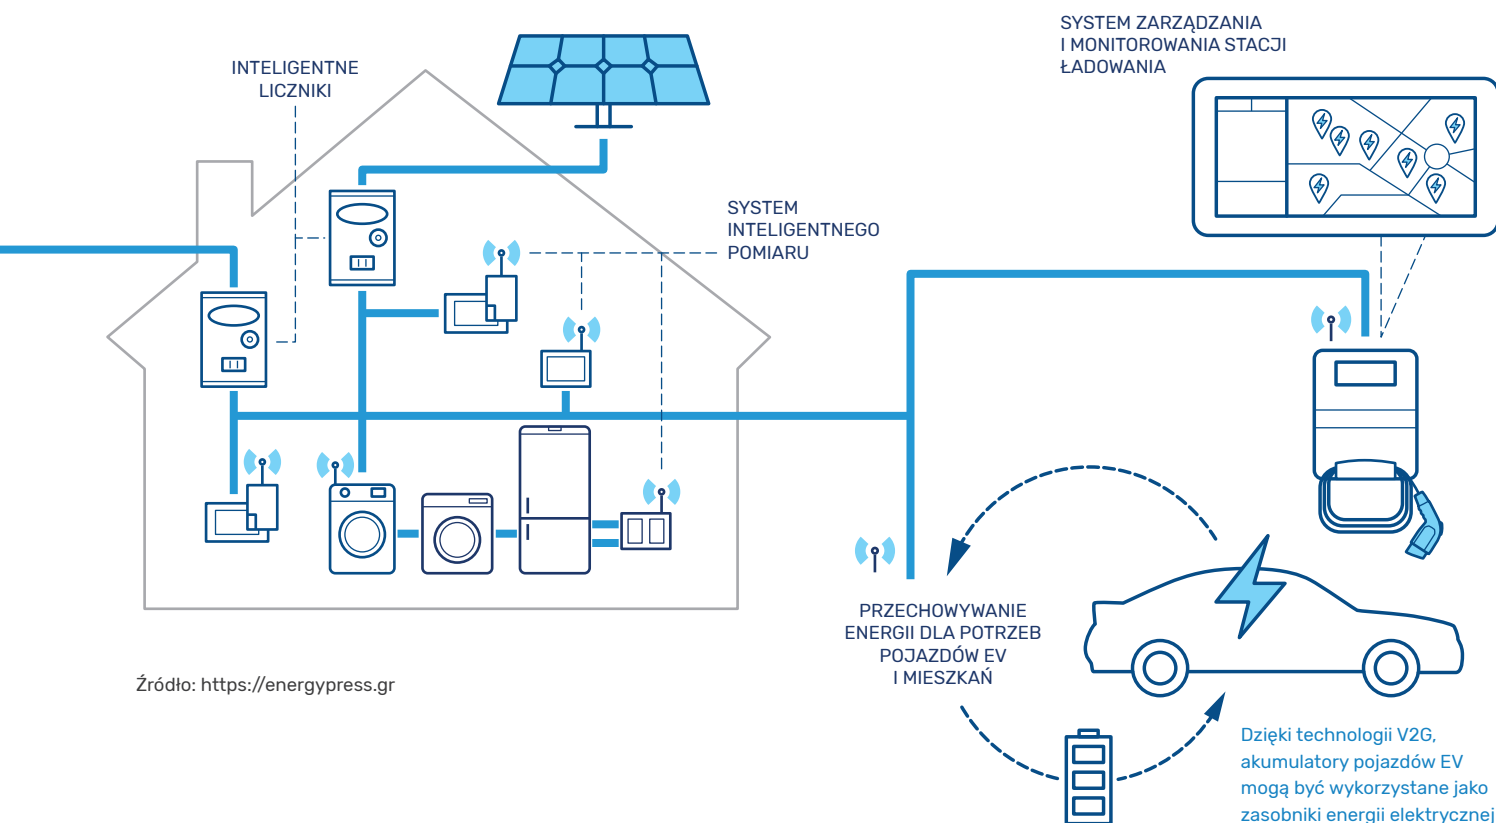 SYSTEM ZARZĄDZANIA
I MONITOROWANIA STACJI
ŁADOWANIA
INTELIGENTNE
LICZNIKI
SYSTEM
INTELIGENTNEGO
POMIARU
PRZECHOWYWANIE
ENERGII DLA POTRZEB
POJAZDÓW EV
I MIESZKAŃ
Źródło: https://energypress.gr
Dzięki technologii V2G,
akumulatory pojazdów EV
mogą być wykorzystane jako
zasobniki energii elektrycznej